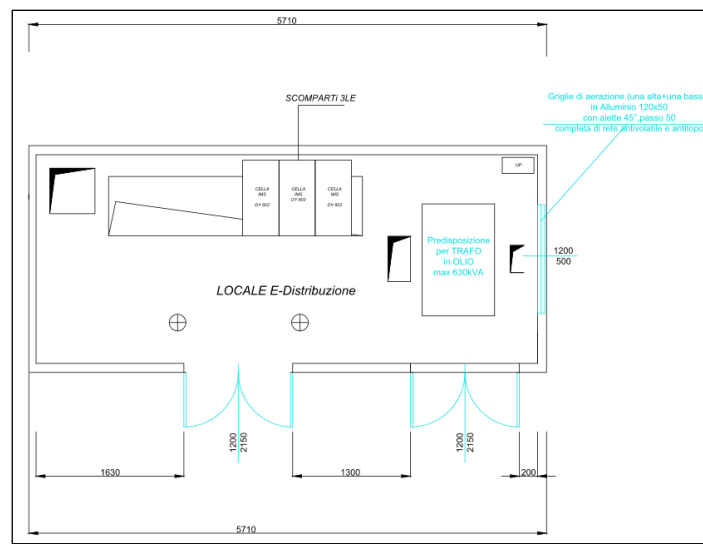 5710
SCOMPARTi 3LE
Griglie di aerazione (una alta+una bassa
in Alluminio 120x50
con alette 45°,passo 50
completa di rete antivolatile e antitopo
UP
CELLA
IMS
DY 802
CELLA
IMS
DY 802
CELLA
IMS
DY 802
Predisposizione
per TRAFO
in OLIO
max 630kVA
1200
500
LOCALE E-Distribuzione
1200
2150
1200
2150
1630
1300
200
5710